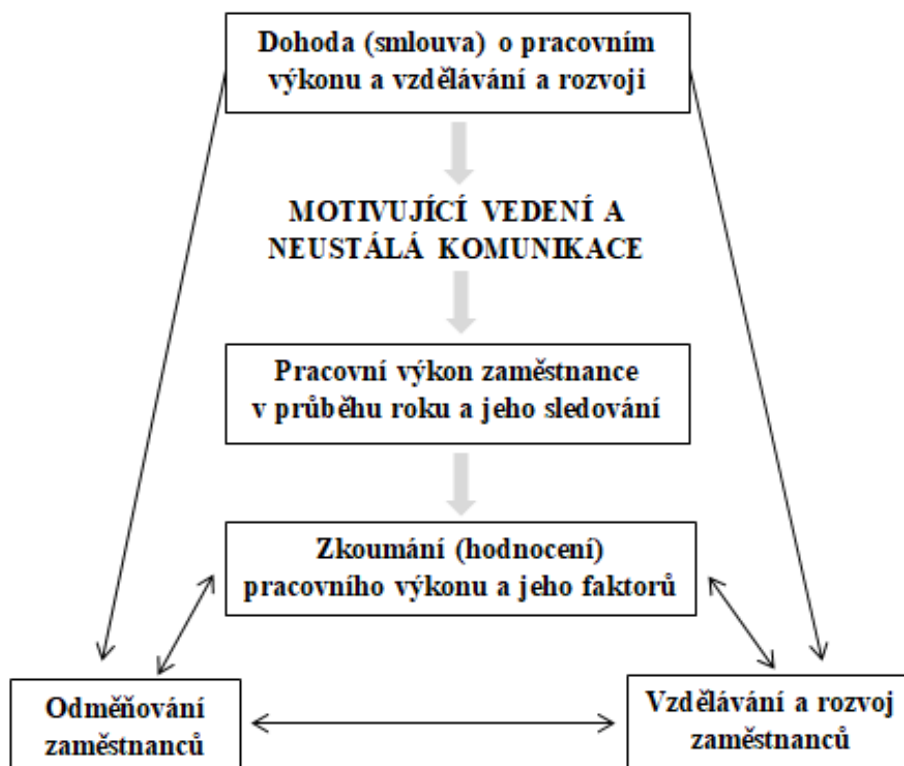 Dohoda (smlouva) o pracovním
výkonu a vzdělávání a rozvoji
MOTIVUJÍCÍ VEDENÍ A
NEUSTÁLÁ KOMUNIKACE
Pracovní výkon zaměstnance
v průběhu roku a jeho sledování
Zkoumání (hodnocení)
pracovního výkonu a jeho faktorů
Odměňování
zaměstnanců
Vzdělávání a rozvoj
zaměstnanců